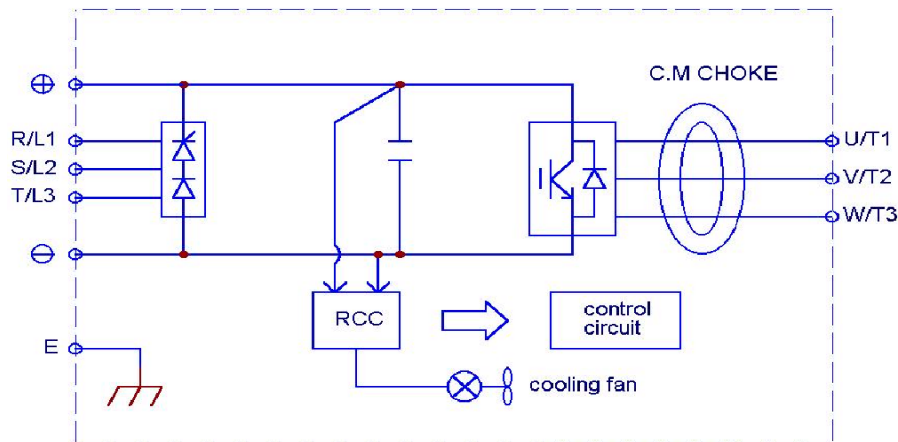 C.M CHOKE
R/L1
S/L2
T/L3
U/T1
V/T2
W/T3
RCC
control
circuit
E
cooling fan